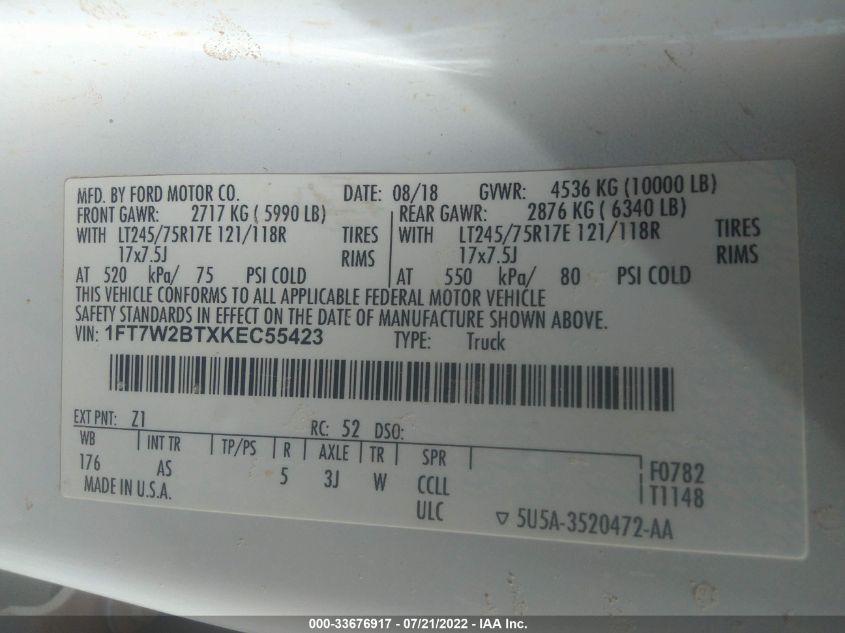 MFD. BY FORD MOTOR CO. DATE: 08/18 GVWR: 4536 KG (10000 LB)
FRONT GAWR: 2717 KG ( 5990 LB) REAR GAWR: 2876 KG ( 6340 LB)
WITH LT245/75R17E 121/118R TIRES WITH LT245/75R17E 121/118R TIRES
17x7.5J RIMS 17x7.5J RIMS
AT 520 kPa/ 75 PSI COLD AT 550 kPa/ 80 PSI COLD
THIS VEHICLE CONFORMS TO ALL APPLICABLE FEDERAL MOTOR VEHICLE
SAFETY STANDARDS IN EFFECT ON THE DATE OF MANUFACTURE SHOWN ABOVE.
VIN: 1FT7W2BTXKEC55423 TYPE: Truck
EXT PNT: Z1 RC: 52 DSO:
WB INT TR TP/PS R AXLE TR SPR
176 AS 5 3J W CCLL F0782
MADE IN U.S.A. ULC T1148
▽ 5U5A-3520472-AA
000-33676917 - 07/21/2022 - IAA Inc.